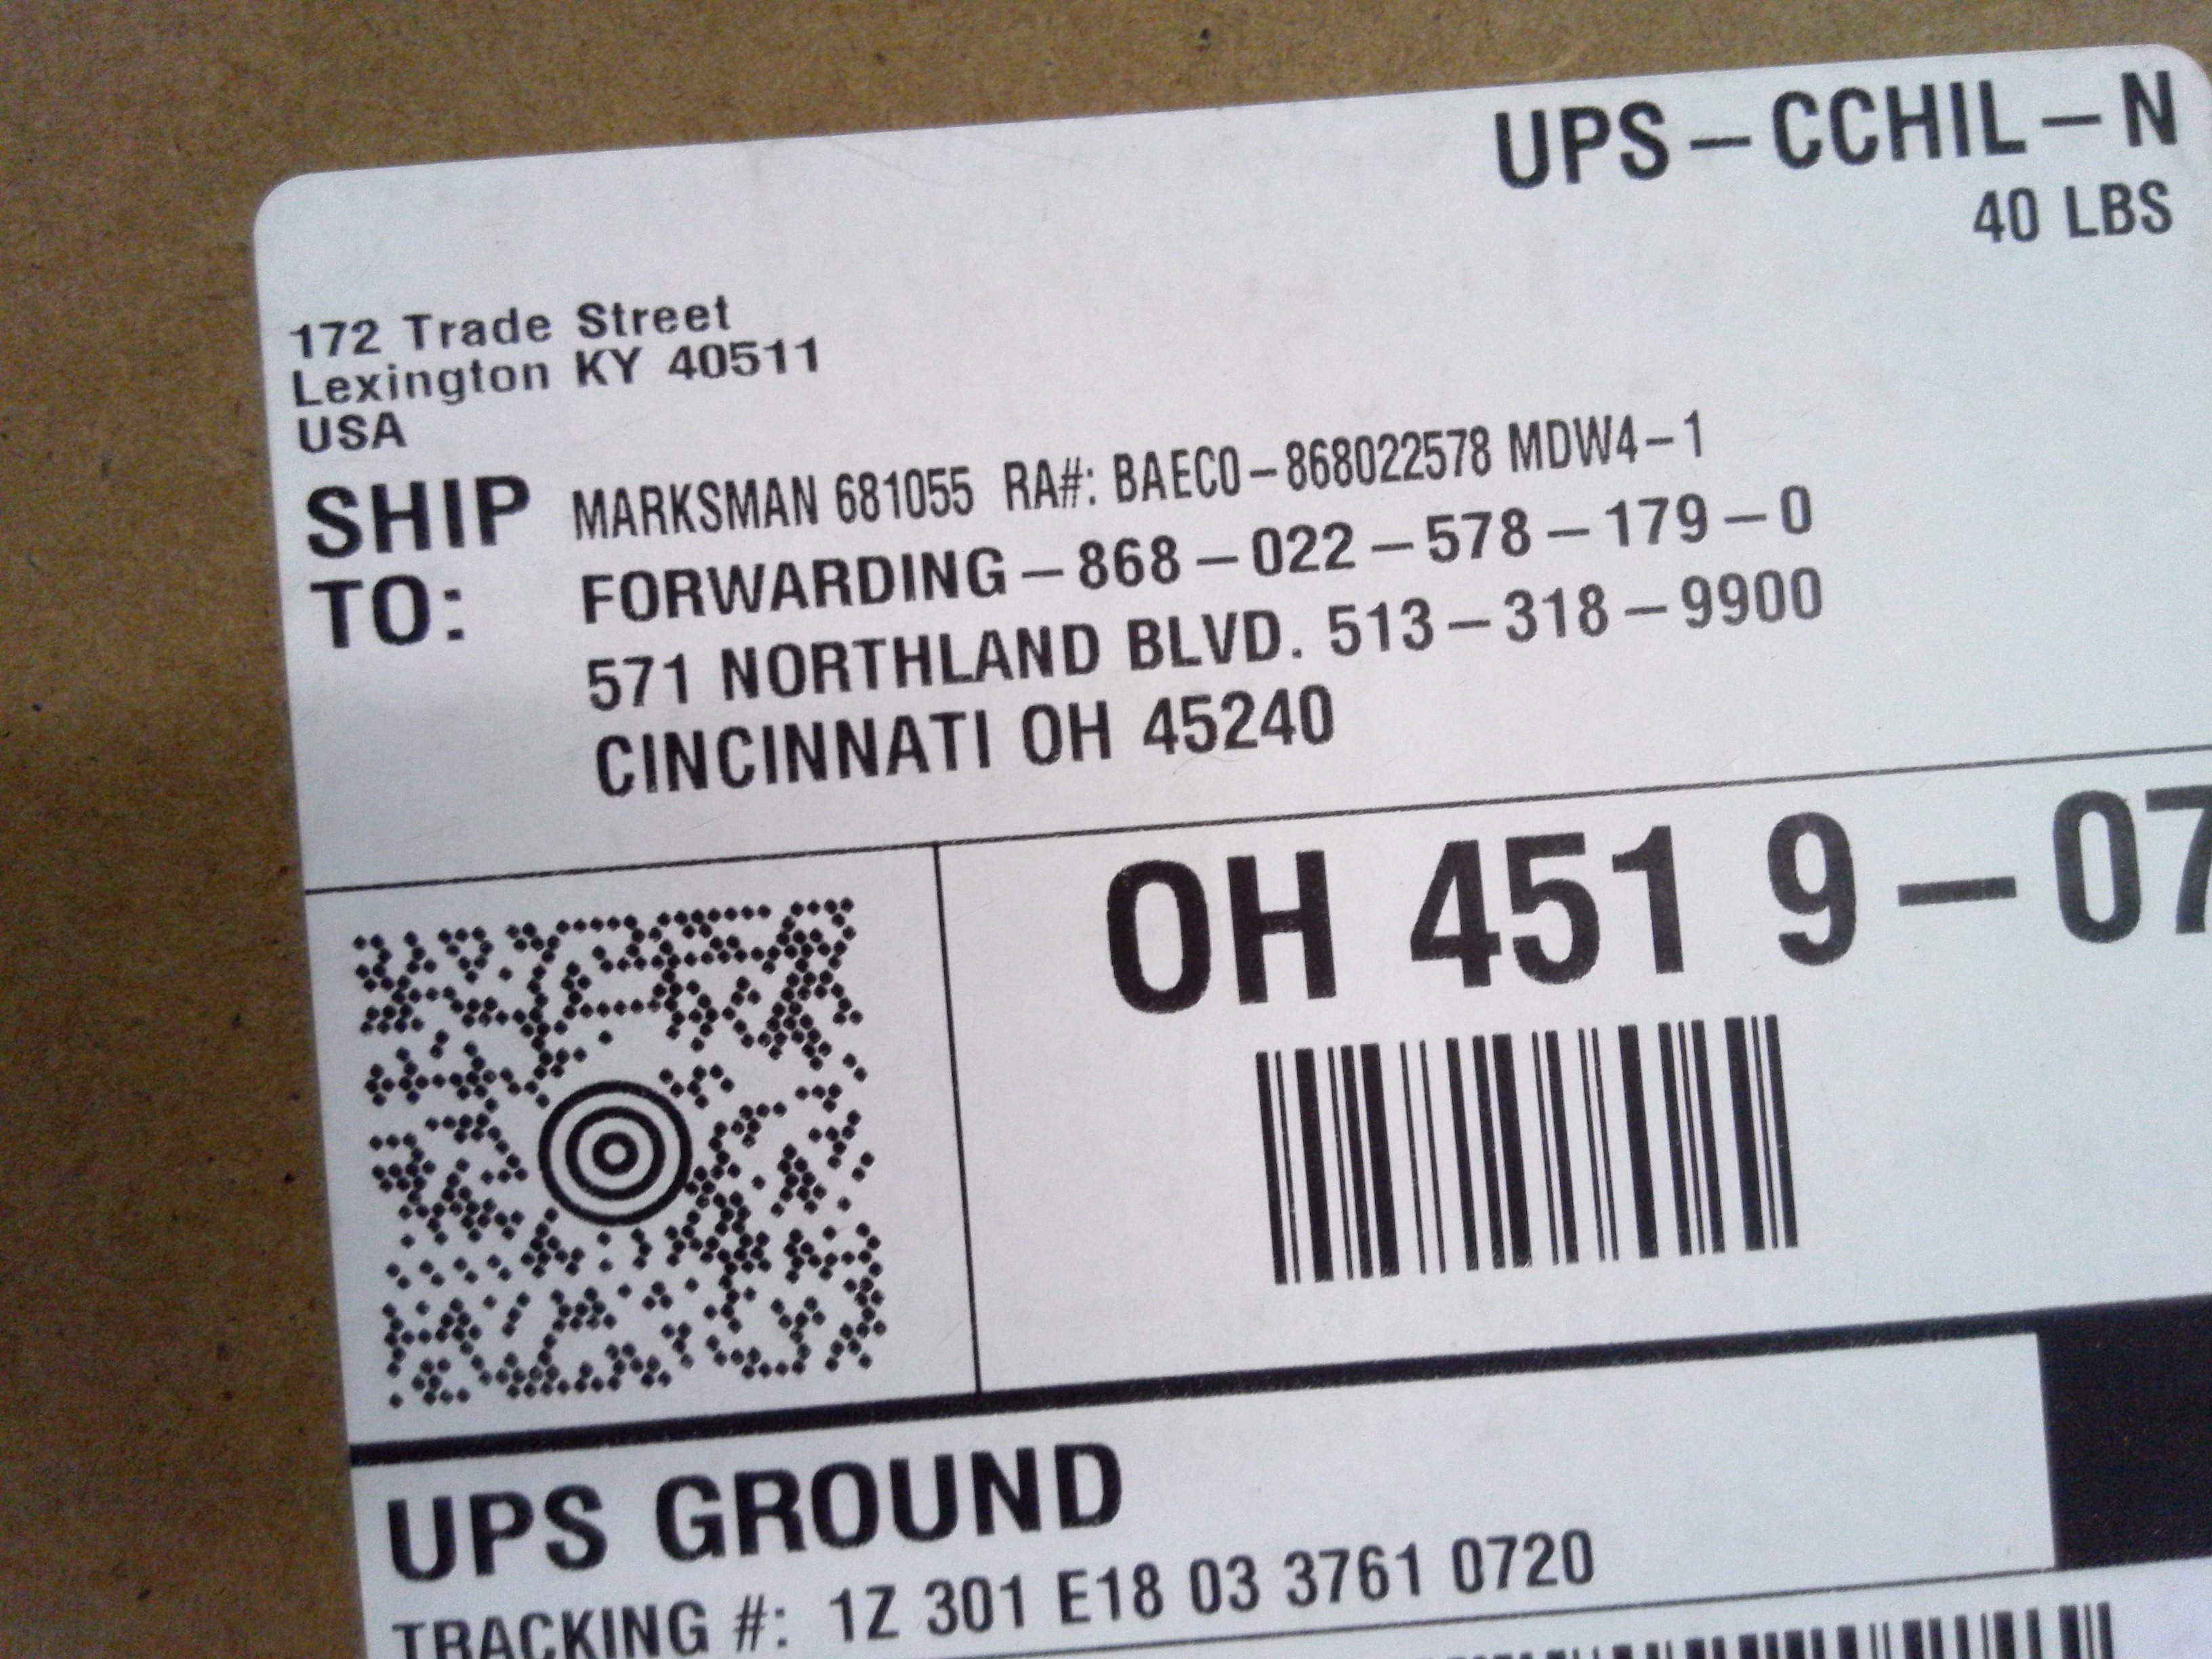 UPS-CCHIL-N
40 LBS
172 Trade Street
Lexington KY 40511
USA
SHIP TO:
MARKSMAN 681055 RA#: BAEC0-868022578 MDW4-1
FORWARDING-868-022-578-179-0
571 NORTHLAND BLVD. 513-318-9900
CINCINNATI OH 45240
OH 451 9-07
UPS GROUND
TRACKING #: 1Z 301 E18 03 3761 0720